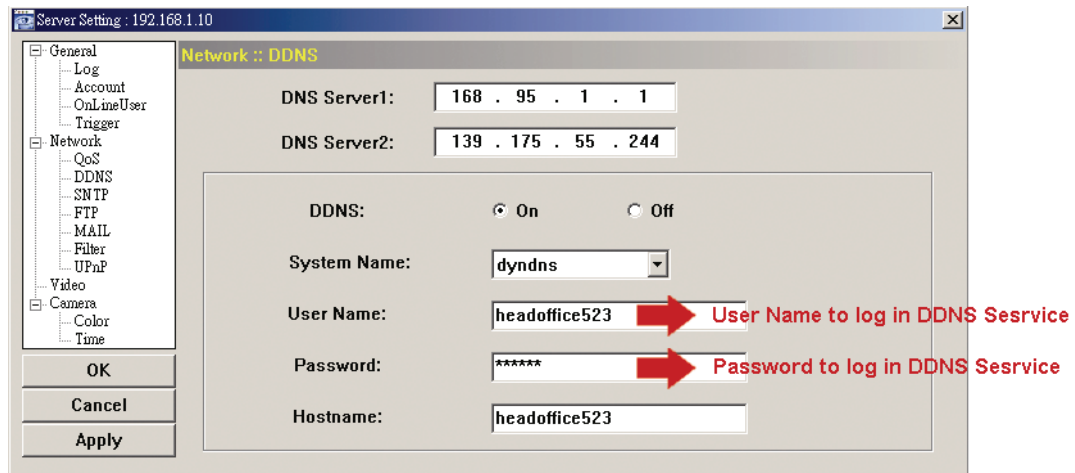 Server Setting : 192.168.1.10
General
Log
Account
OnLineUser
Trigger
Network
QoS
DDNS
SNTP
FTP
MAIL
Filter
UPnP
Video
Camera
Color
Time
OK
Cancel
Apply
Network :: DDNS
DNS Server1: 168 . 95 . 1 . 1
DNS Server2: 139 . 175 . 55 . 244
DDNS: On Off
System Name: dyndns
User Name: headoffice523 User Name to log in DDNS Sesrvice
Password: ****** Password to log in DDNS Sesrvice
Hostname: headoffice523